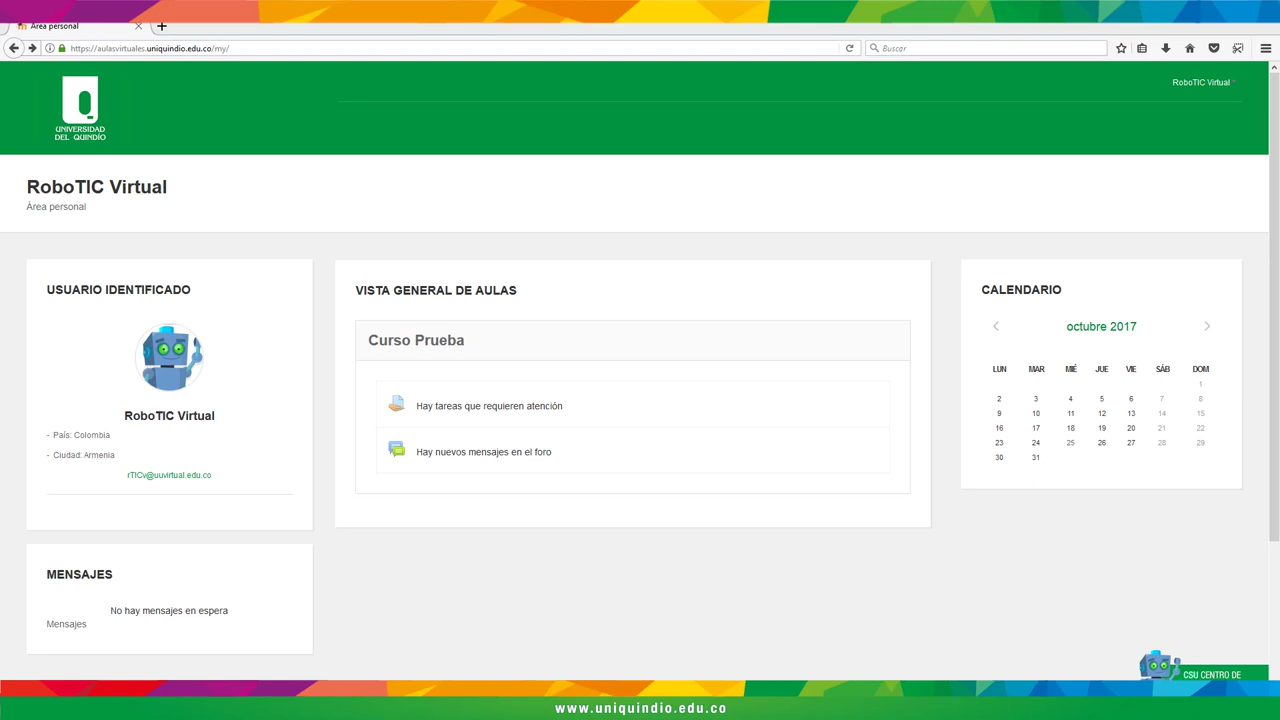 Área personal
https://aulasvirtuales.uniquindio.edu.co/my/
Buscar
RoboTIC Virtual
UNIVERSIDAD
DEL QUINDÍO
RoboTIC Virtual
Área personal
USUARIO IDENTIFICADO
RoboTIC Virtual
- País: Colombia
- Ciudad: Armenia
rTICv@uuvirtual.edu.co
MENSAJES
No hay mensajes en espera
Mensajes
VISTA GENERAL DE AULAS
Curso Prueba
Hay tareas que requieren atención
Hay nuevos mensajes en el foro
CALENDARIO
octubre 2017
LUN MAR MIÉ JUE VIE SÁB DOM
1
2 3 4 5 6 7 8
9 10 11 12 13 14 15
16 17 18 19 20 21 22
23 24 25 26 27 28 29
30 31
CSU CENTRO DE
www.uniquindio.edu.co